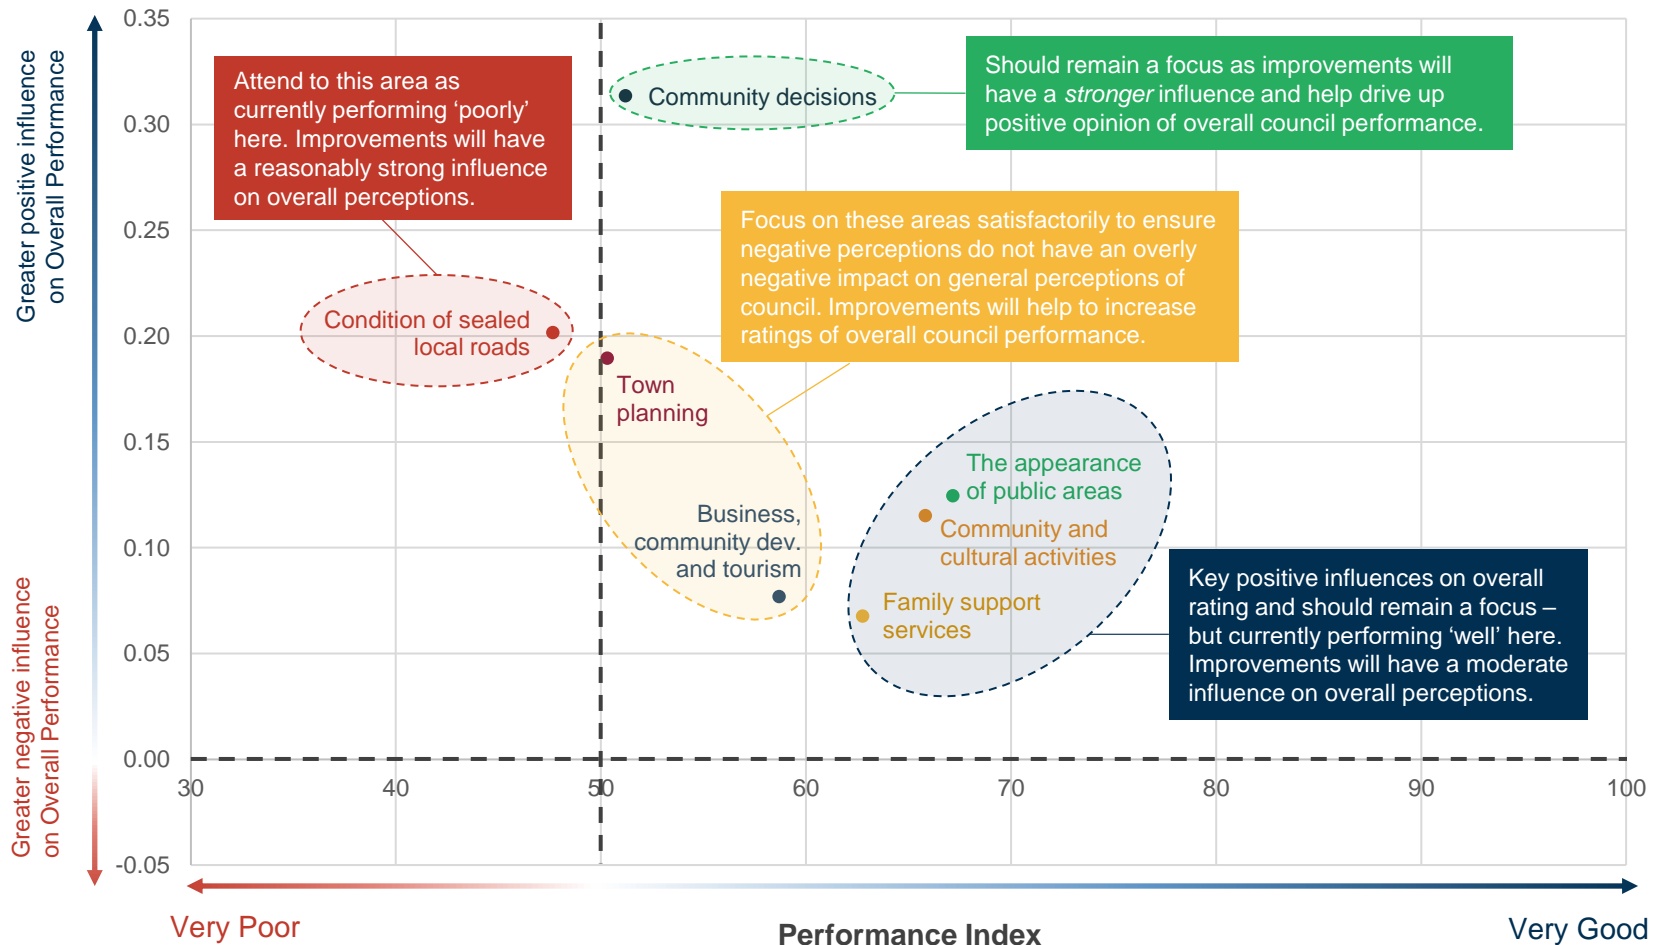 Greater positive influence
on Overall Performance
Greater negative influence
on Overall Performance
0.35
0.30
0.25
0.20
0.15
0.10
0.05
0.00
-0.05
30
40
50
60
70
80
90
100
Attend to this area as
currently performing ‘poorly’
here. Improvements will have
a reasonably strong influence
on overall perceptions.
Community decisions
Should remain a focus as improvements will
have a stronger influence and help drive up
positive opinion of overall council performance.
Focus on these areas satisfactorily to ensure
negative perceptions do not have an overly
negative impact on general perceptions of
council. Improvements will help to increase
ratings of overall council performance.
Condition of sealed
local roads
Town
planning
Business,
community dev.
and tourism
The appearance
of public areas
Community and
cultural activities
Family support
services
Key positive influences on overall
rating and should remain a focus –
but currently performing ‘well’ here.
Improvements will have a moderate
influence on overall perceptions.
Very Poor
Performance Index
Very Good